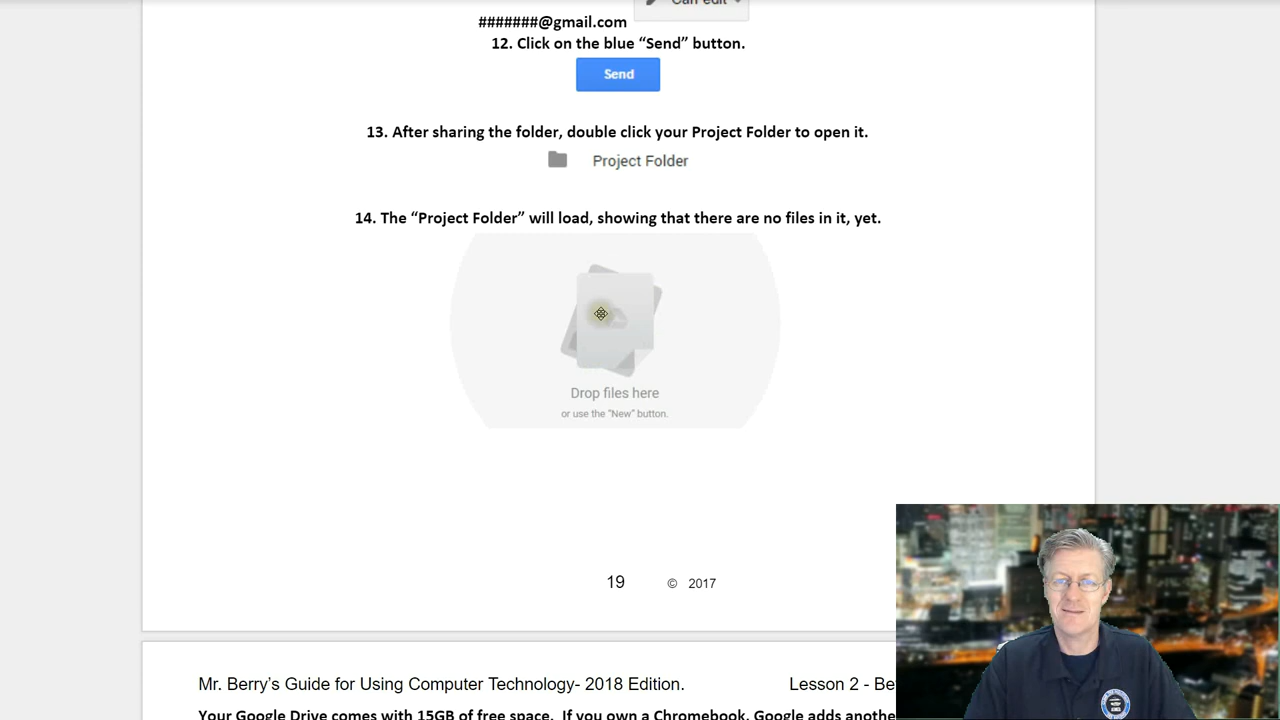 Can edit
#######@gmail.com
12. Click on the blue “Send” button.
Send
13. After sharing the folder, double click your Project Folder to open it.
Project Folder
14. The “Project Folder” will load, showing that there are no files in it, yet.
Drop files here
or use the "New" button.
19 © 2017
Mr. Berry’s Guide for Using Computer Technology- 2018 Edition. Lesson 2 - Be
Your Google Drive comes with 15GB of free space. If you own a Chromebook, Google adds anothe